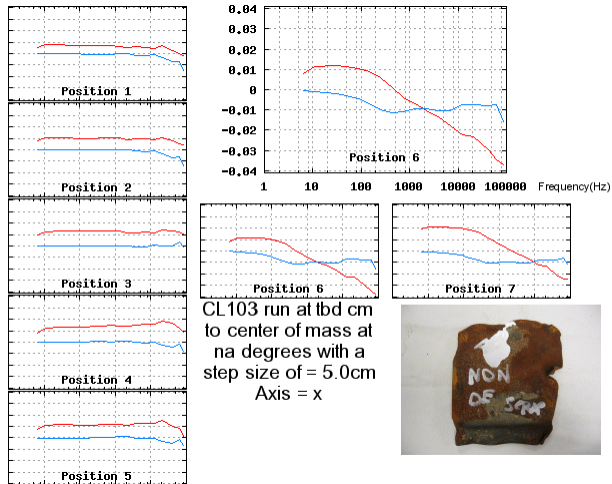 Position 1
Position 2
Position 3
Position 4
Position 5
0.04
0.03
0.02
0.01
0
-0.01
-0.02
-0.03
-0.04
Position 6
1 10 100 1000 10000 100000 Frequency(Hz)
Position 6
Position 7
CL103 run at tbd cm
to center of mass at
na degrees with a
step size of = 5.0cm
Axis = x
NON
DE SCRP